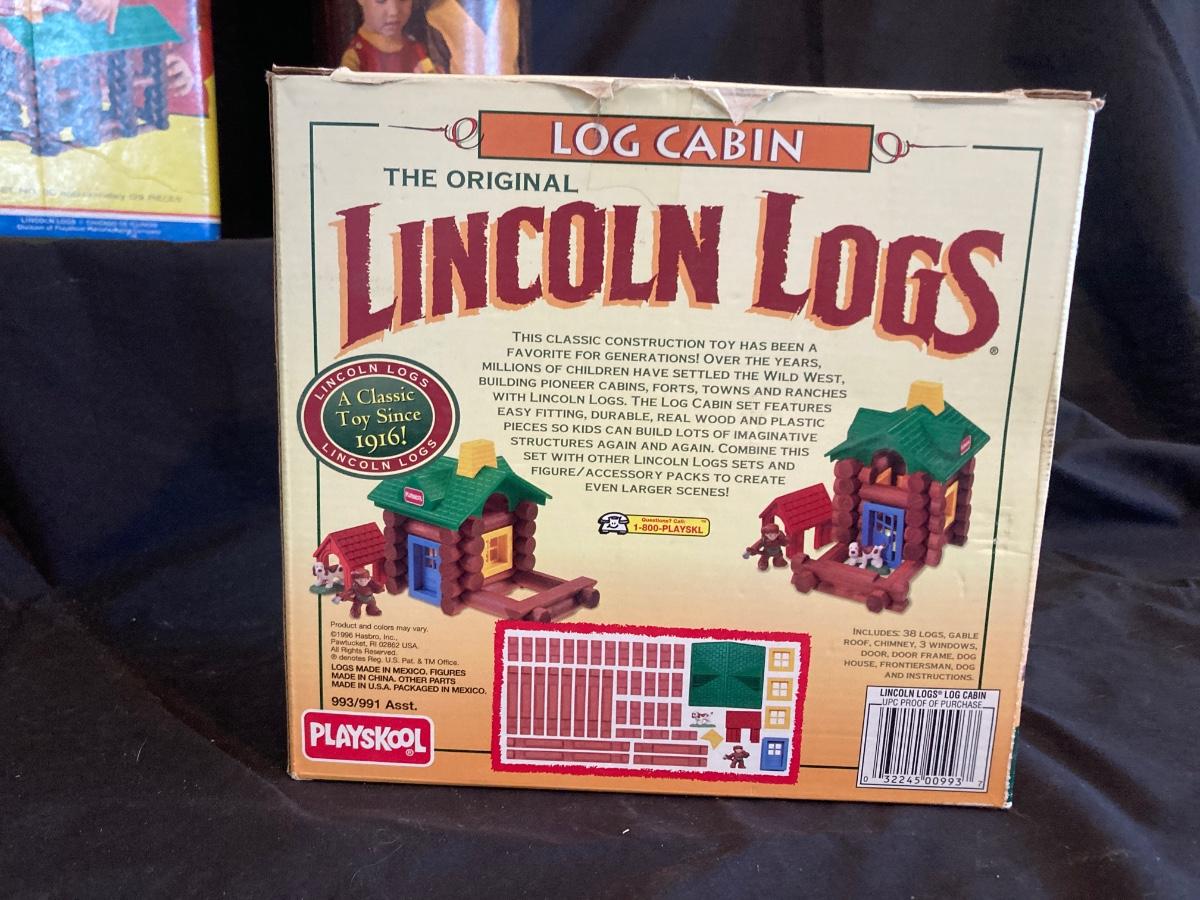 LOG CABIN
THE ORIGINAL
LINCOLN LOGS®
THIS CLASSIC CONSTRUCTION TOY HAS BEEN A
FAVORITE FOR GENERATIONS! OVER THE YEARS,
MILLIONS OF CHILDREN HAVE SETTLED THE WILD WEST,
BUILDING PIONEER CABINS, FORTS, TOWNS AND RANCHES
WITH LINCOLN LOGS. THE LOG CABIN SET FEATURES
EASY FITTING, DURABLE, REAL WOOD AND PLASTIC
PIECES SO KIDS CAN BUILD LOTS OF IMAGINATIVE
STRUCTURES AGAIN AND AGAIN. COMBINE THIS
SET WITH OTHER LINCOLN LOGS SETS AND
FIGURE/ACCESSORY PACKS TO CREATE
EVEN LARGER SCENES!
LINCOLN LOGS
A Classic
Toy Since
1916!
LINCOLN LOGS
PLAYSKOOL
Questions? Call:
1-800-PLAYSKL
Product and colors may vary.
©1996 Hasbro, Inc.,
Pawtucket, RI 02862 USA.
All Rights Reserved.
® denotes Reg. U.S. Pat. & TM Office.
LOGS MADE IN MEXICO. FIGURES
MADE IN CHINA. OTHER PARTS
MADE IN U.S.A. PACKAGED IN MEXICO.
993/991 Asst.
PLAYSKOOL®
INCLUDES: 38 LOGS, GABLE
ROOF, CHIMNEY, 3 WINDOWS,
DOOR, DOOR FRAME, DOG
HOUSE, FRONTIERSMAN, DOG
AND INSTRUCTIONS.
LINCOLN LOGS® LOG CABIN
UPC PROOF OF PURCHASE
0 32245 00993 7